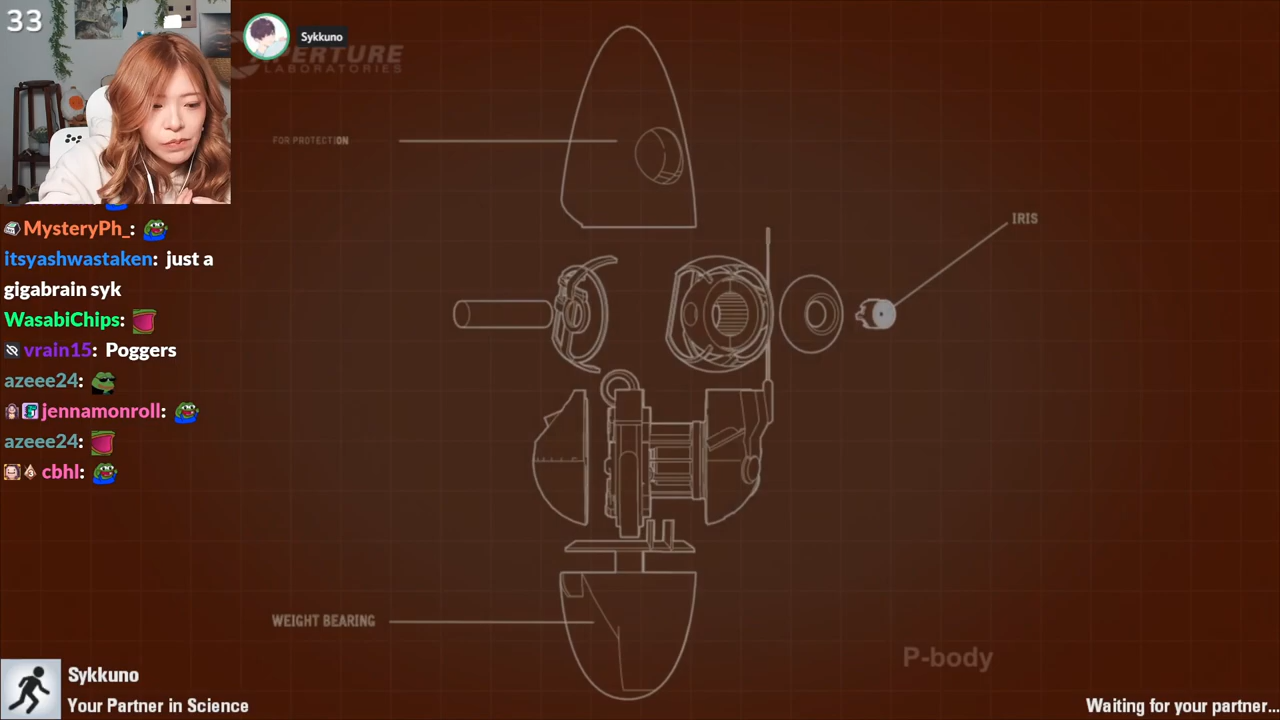 33
Sykkuno
APERTURE
LABORATORIES
FOR PROTECTION
IRIS
MysteryPh_:
itsyashwastaken: just a
gigabrain syk
WasabiChips:
vrain15: Poggers
azeee24:
jennamonroll:
azeee24:
cbhl:
WEIGHT BEARING
P-body
Sykkuno
Your Partner in Science
Waiting for your partner...